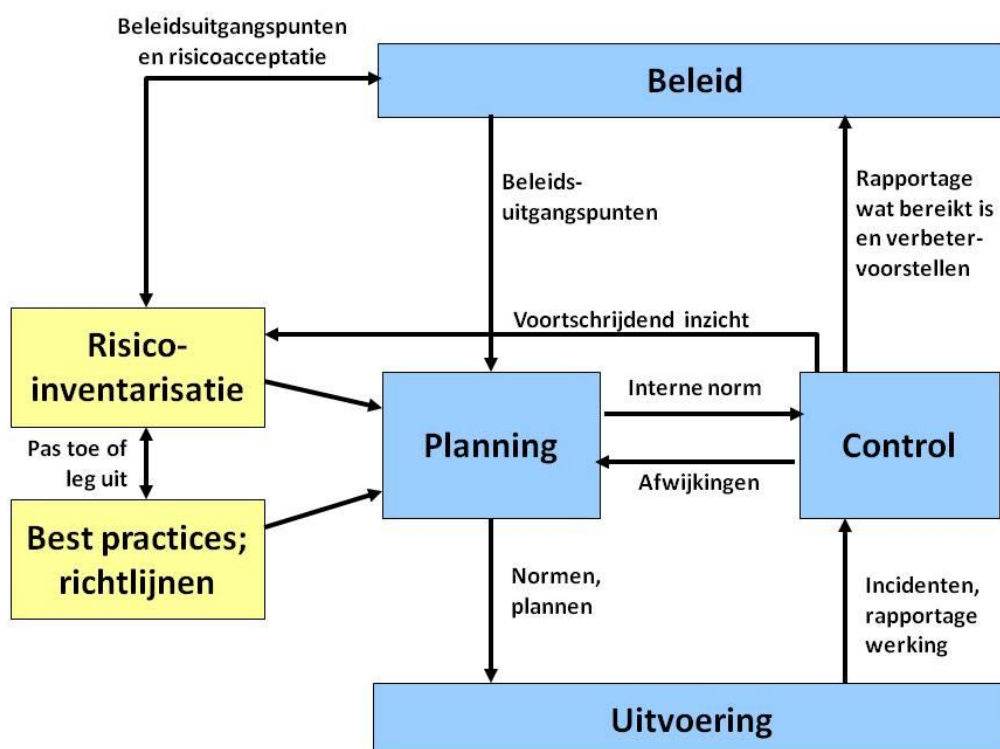 Beleidsuitgangspunten
en risicoacceptatie
Beleid
Beleids-
uitgangspunten
Rapportage
wat bereikt is
en verbeter-
voorstellen
Voortschrijdend inzicht
Risico-
inventarisatie
Planning
Interne norm
Afwijkingen
Control
Pas toe of
leg uit
Best practices;
richtlijnen
Normen,
plannen
Incidenten,
rapportage
werking
Uitvoering